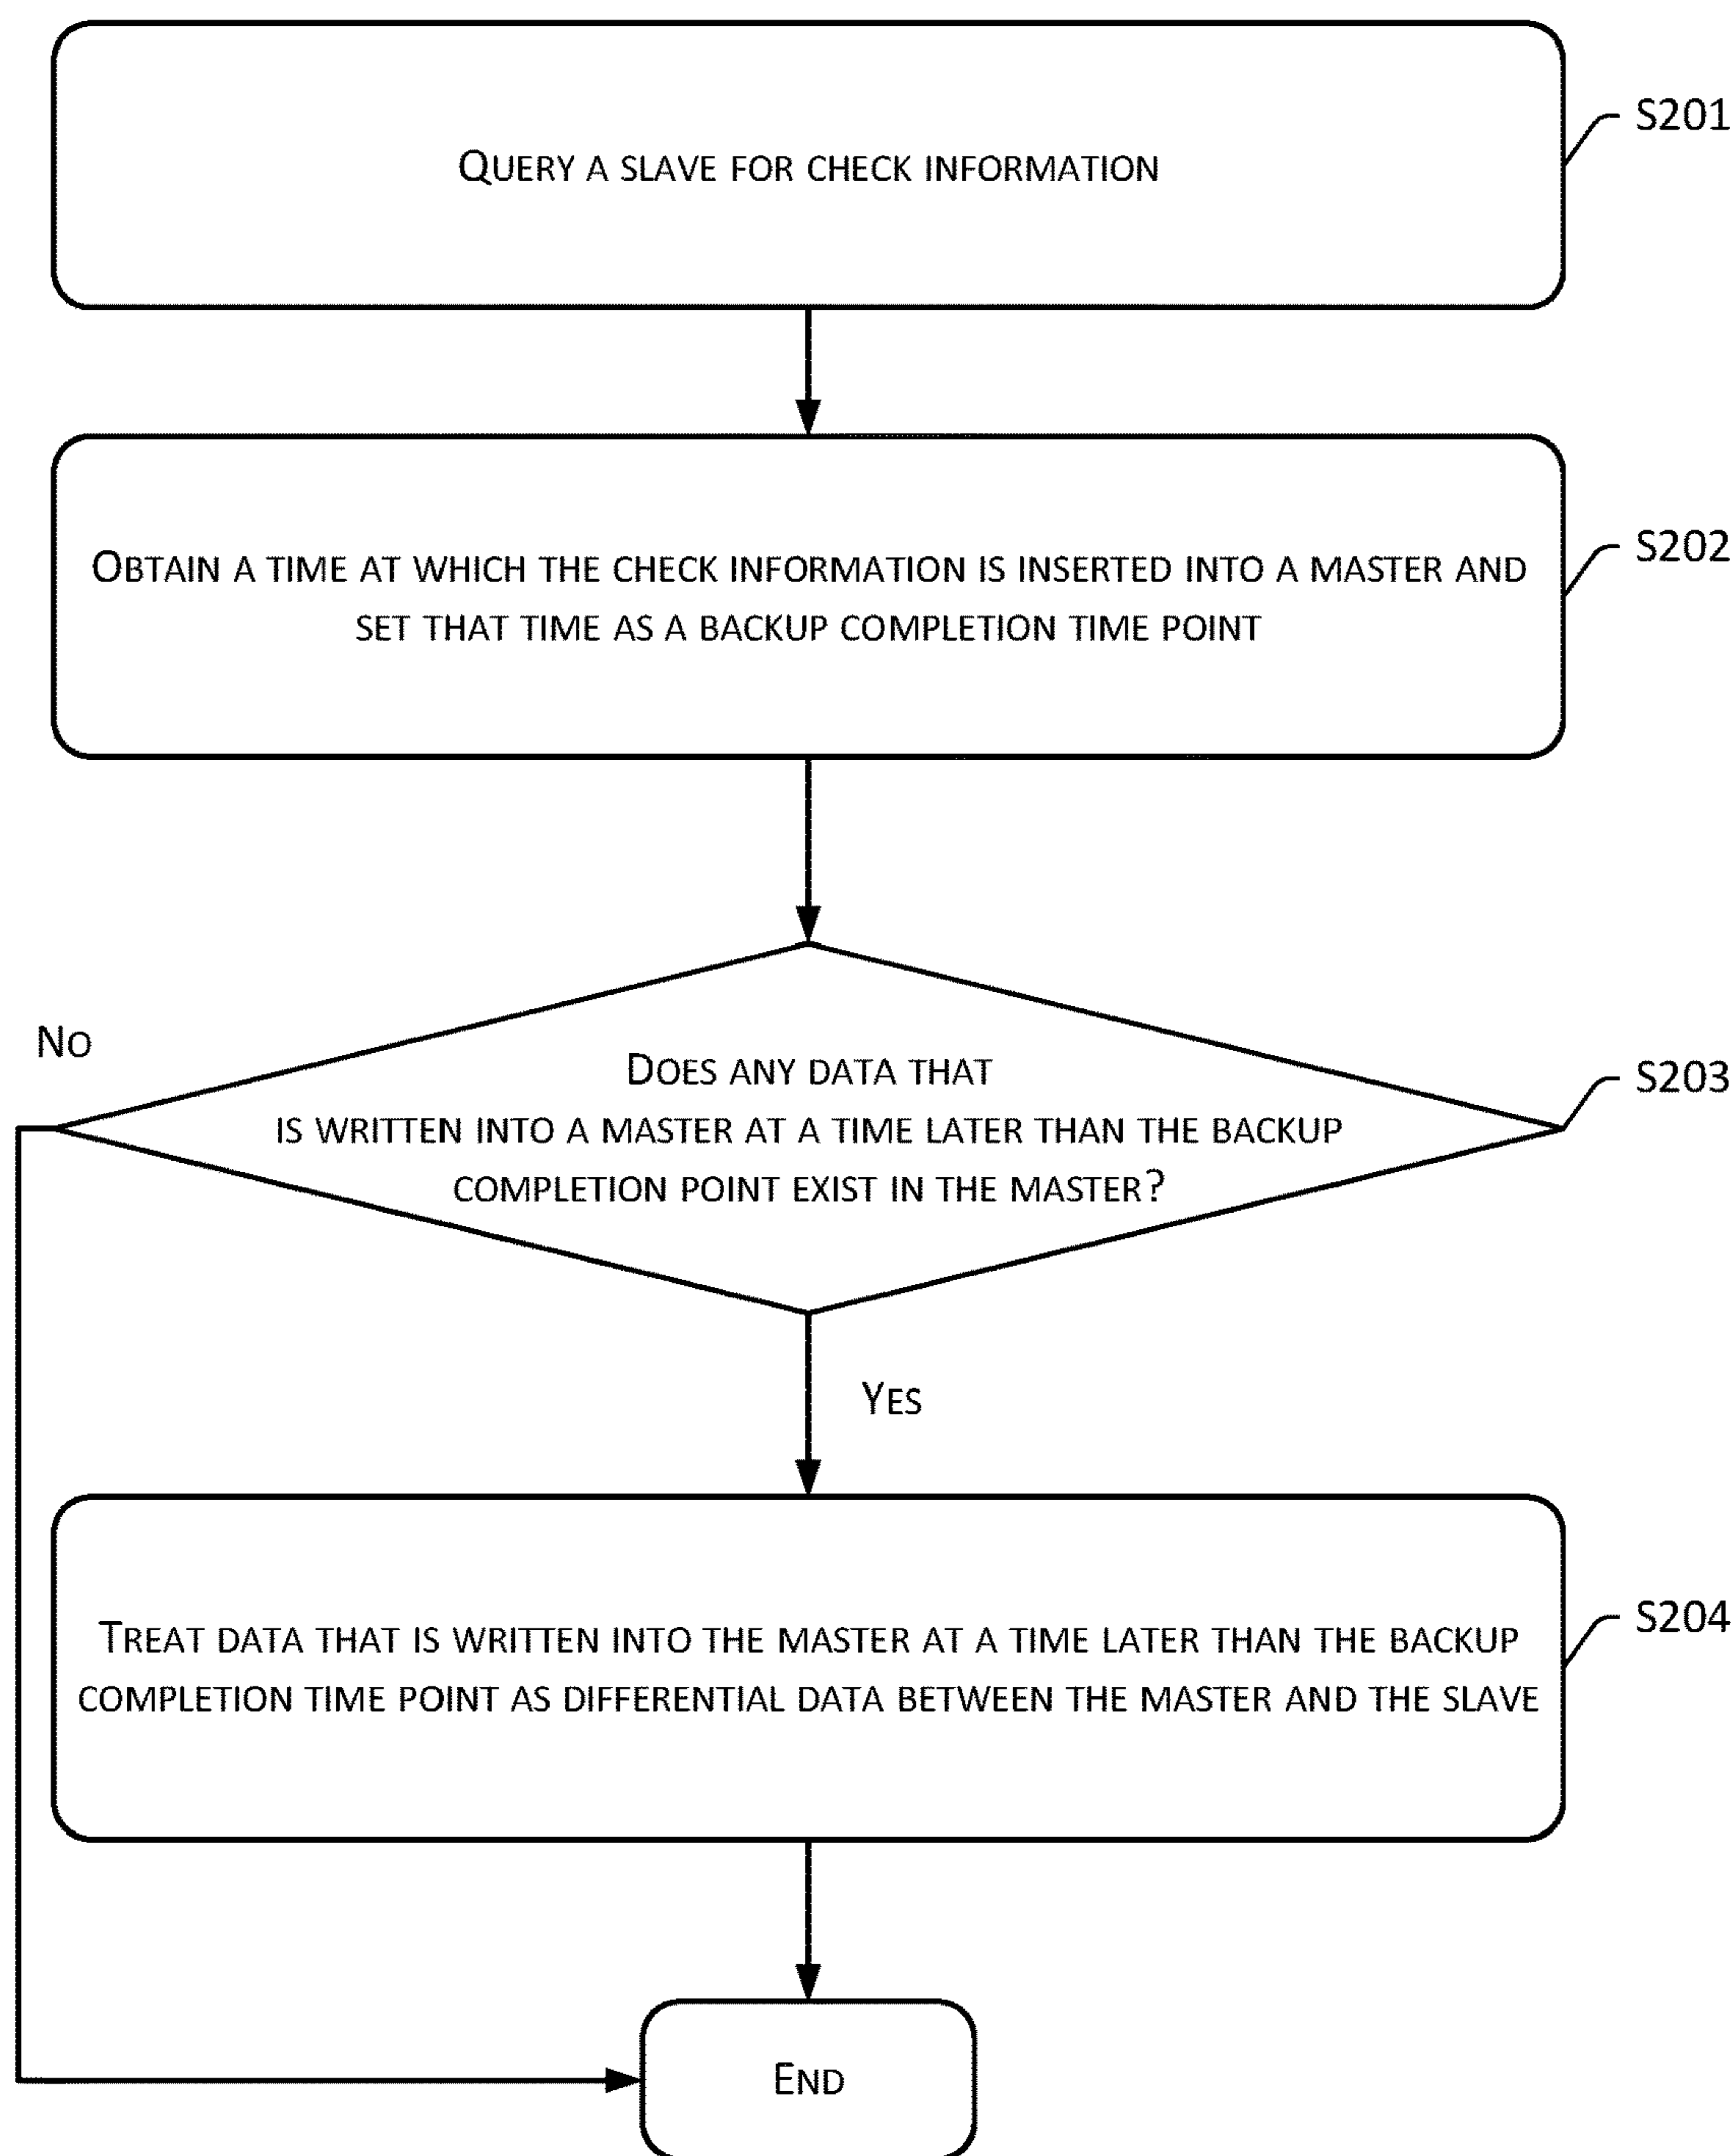 QUERY A SLAVE FOR CHECK INFORMATION
S201
OBTAIN A TIME AT WHICH THE CHECK INFORMATION IS INSERTED INTO A MASTER AND
SET THAT TIME AS A BACKUP COMPLETION TIME POINT
S202
NO
DOES ANY DATA THAT
IS WRITTEN INTO A MASTER AT A TIME LATER THAN THE BACKUP
COMPLETION POINT EXIST IN THE MASTER?
S203
YES
TREAT DATA THAT IS WRITTEN INTO THE MASTER AT A TIME LATER THAN THE BACKUP
COMPLETION TIME POINT AS DIFFERENTIAL DATA BETWEEN THE MASTER AND THE SLAVE
S204
END